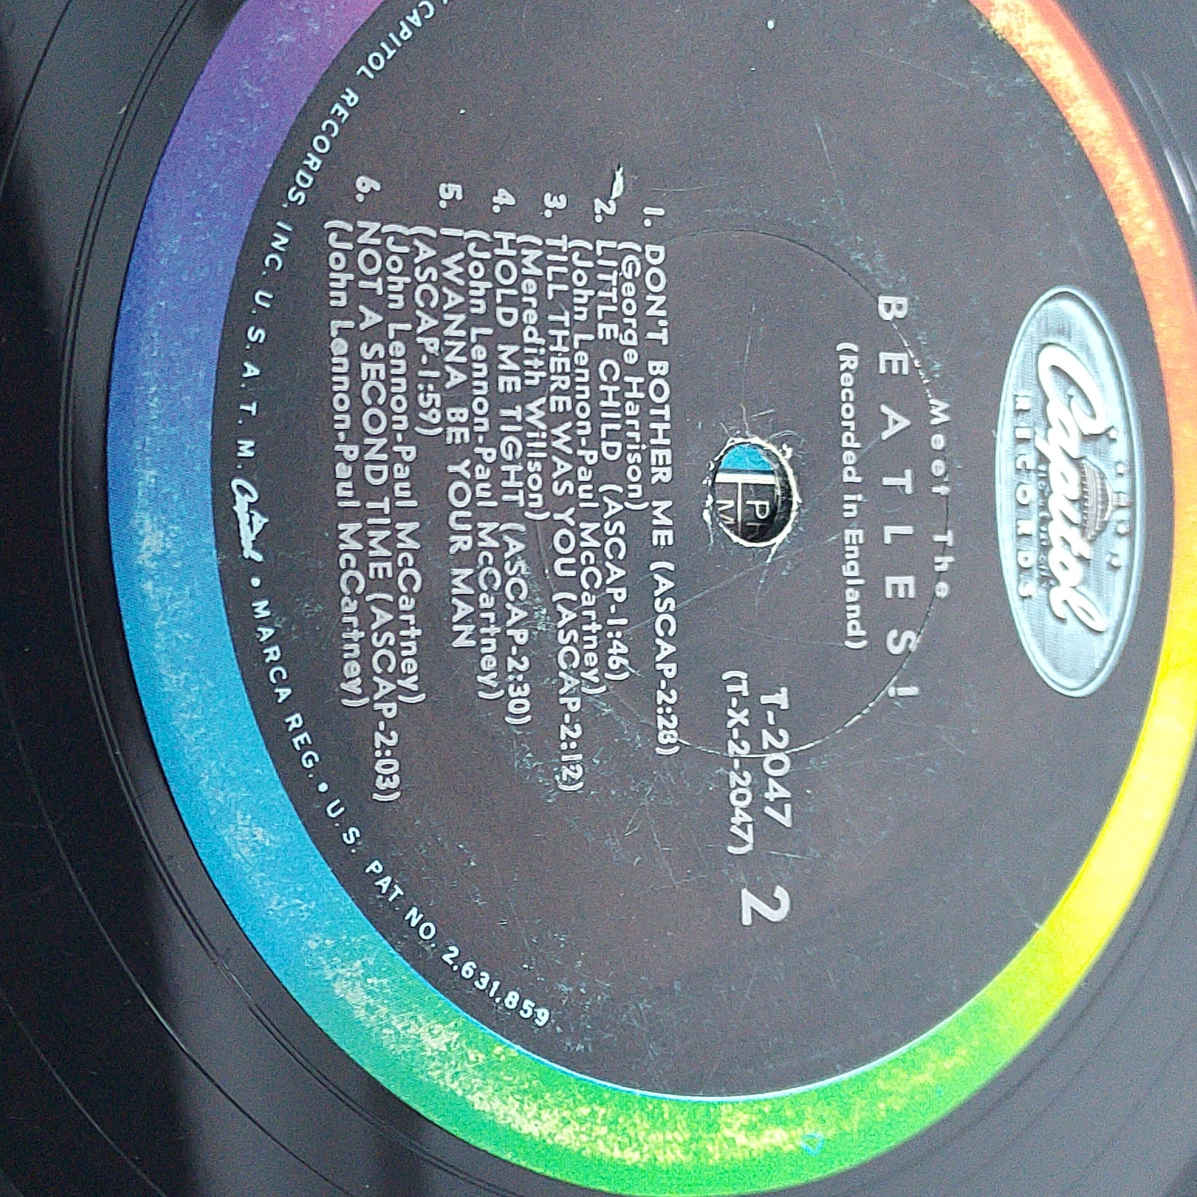 Capitol
RECORDS
Meet The
BEATLES!
(Recorded in England)
T-2047
(T-X-2-2047)
2
1. DON'T BOTHER ME (ASCAP-2:28)
(George Harrison)
2. LITTLE CHILD (ASCAP-1:46)
(John Lennon-Paul McCartney)
3. TILL THERE WAS YOU (ASCAP-2:12)
(Meredith Willson)
4. HOLD ME TIGHT (ASCAP-2:30)
(John Lennon-Paul McCartney)
5. I WANNA BE YOUR MAN
(ASCAP-1:59)
(John Lennon-Paul McCartney)
6. NOT A SECOND TIME (ASCAP-2:03)
(John Lennon-Paul McCartney)
CAPITOL RECORDS, INC. U.S.A. T.M. Capitol • MARCA REG. • U.S. PAT NO. 2,631,859